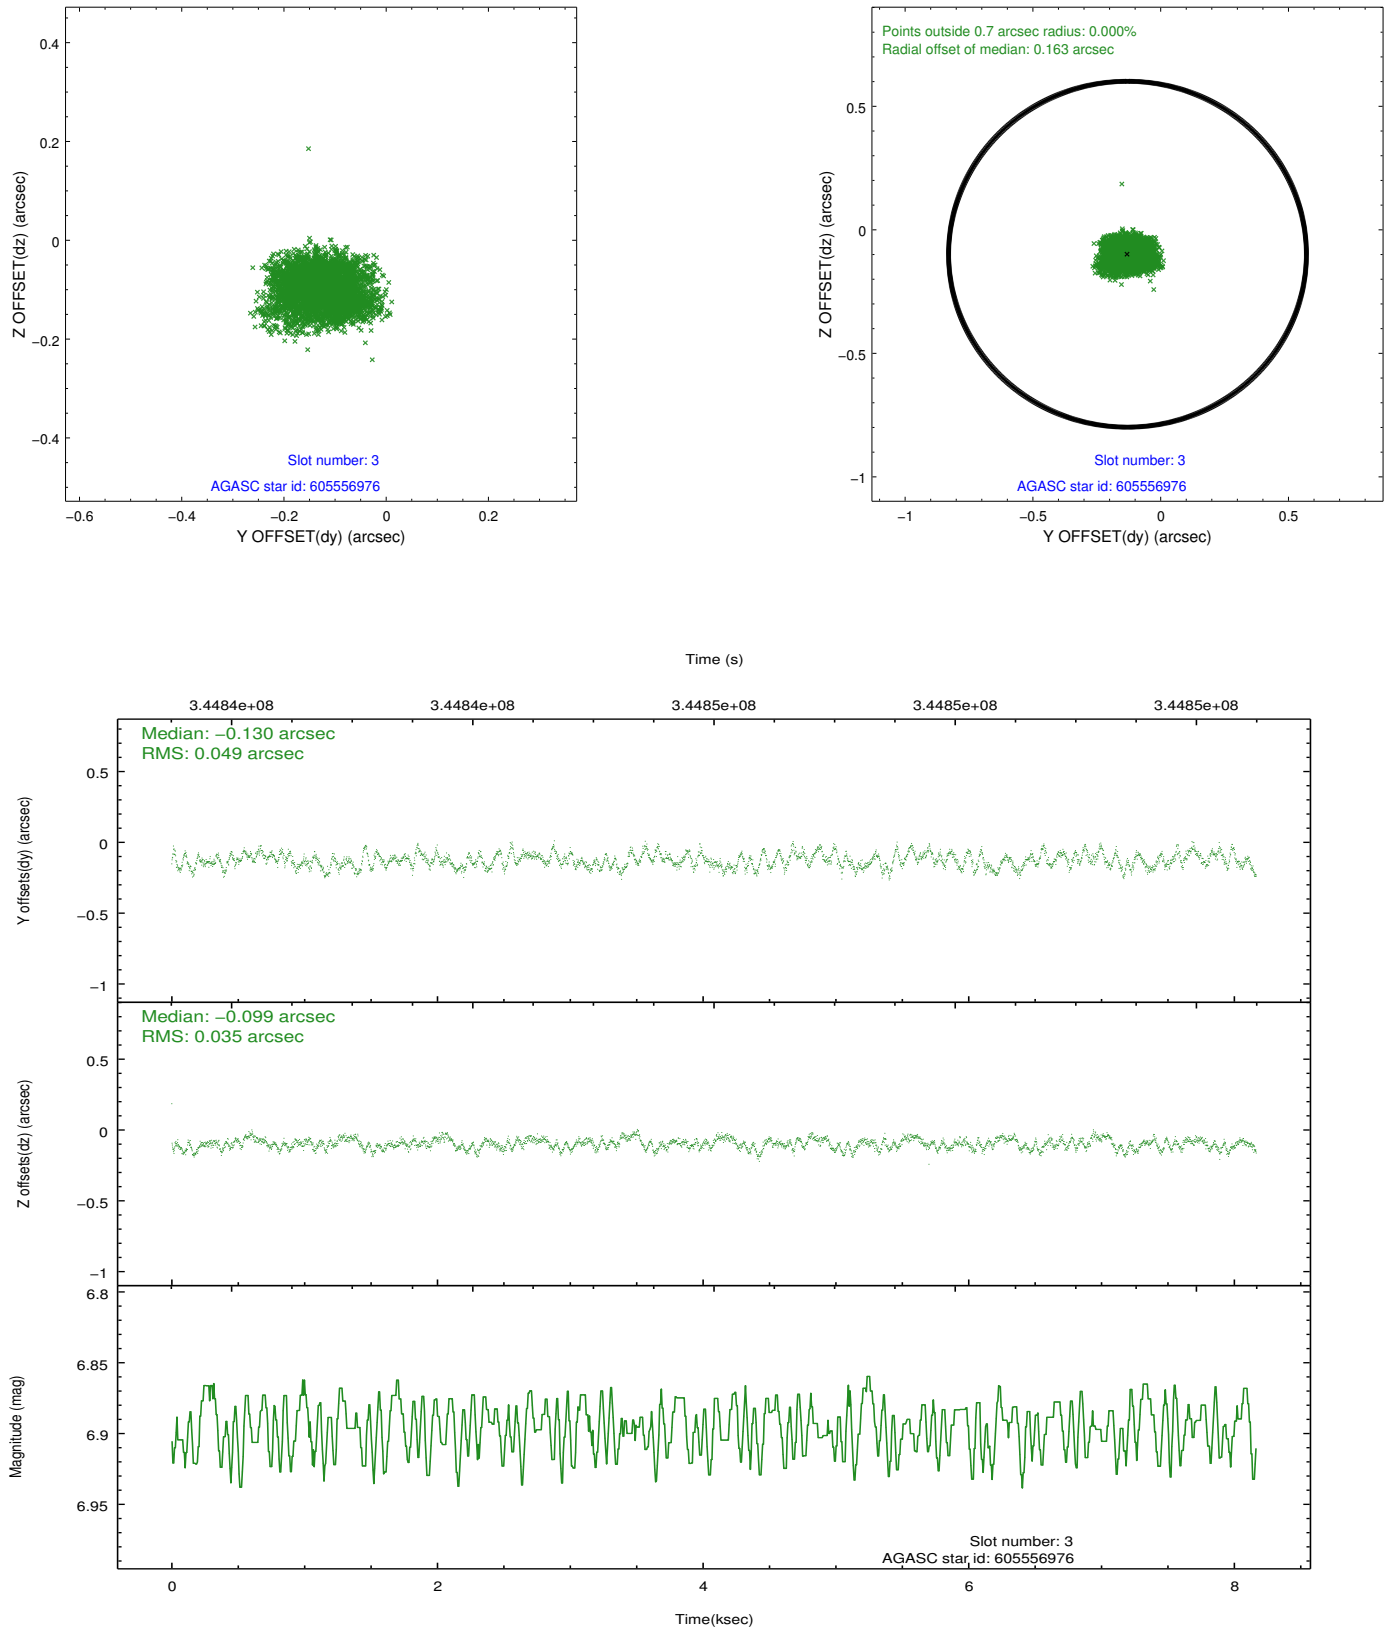 0.4
0.2
0
−0.2
−0.4
Z OFFSET(dz) (arcsec)
Slot number: 3
AGASC star id: 605556976
−0.6
−0.4
−0.2
0
0.2
Y OFFSET(dy) (arcsec)
Points outside 0.7 arcsec radius: 0.000%
Radial offset of median: 0.163 arcsec
0.5
0
−0.5
−1
Z OFFSET(dz) (arcsec)
Slot number: 3
AGASC star id: 605556976
−1
−0.5
0
0.5
Y OFFSET(dy) (arcsec)
Time (s)
3.4484e+08
3.4484e+08
3.4485e+08
3.4485e+08
3.4485e+08
Median: −0.130 arcsec
RMS: 0.049 arcsec
0.5
0
−0.5
−1
Y offsets(dy) (arcsec)
Median: −0.099 arcsec
RMS: 0.035 arcsec
0.5
0
−0.5
−1
Z offsets(dz) (arcsec)
6.8
6.85
6.9
6.95
Magnitude (mag)
Slot number: 3
AGASC star id: 605556976
0
2
4
6
8
Time(ksec)